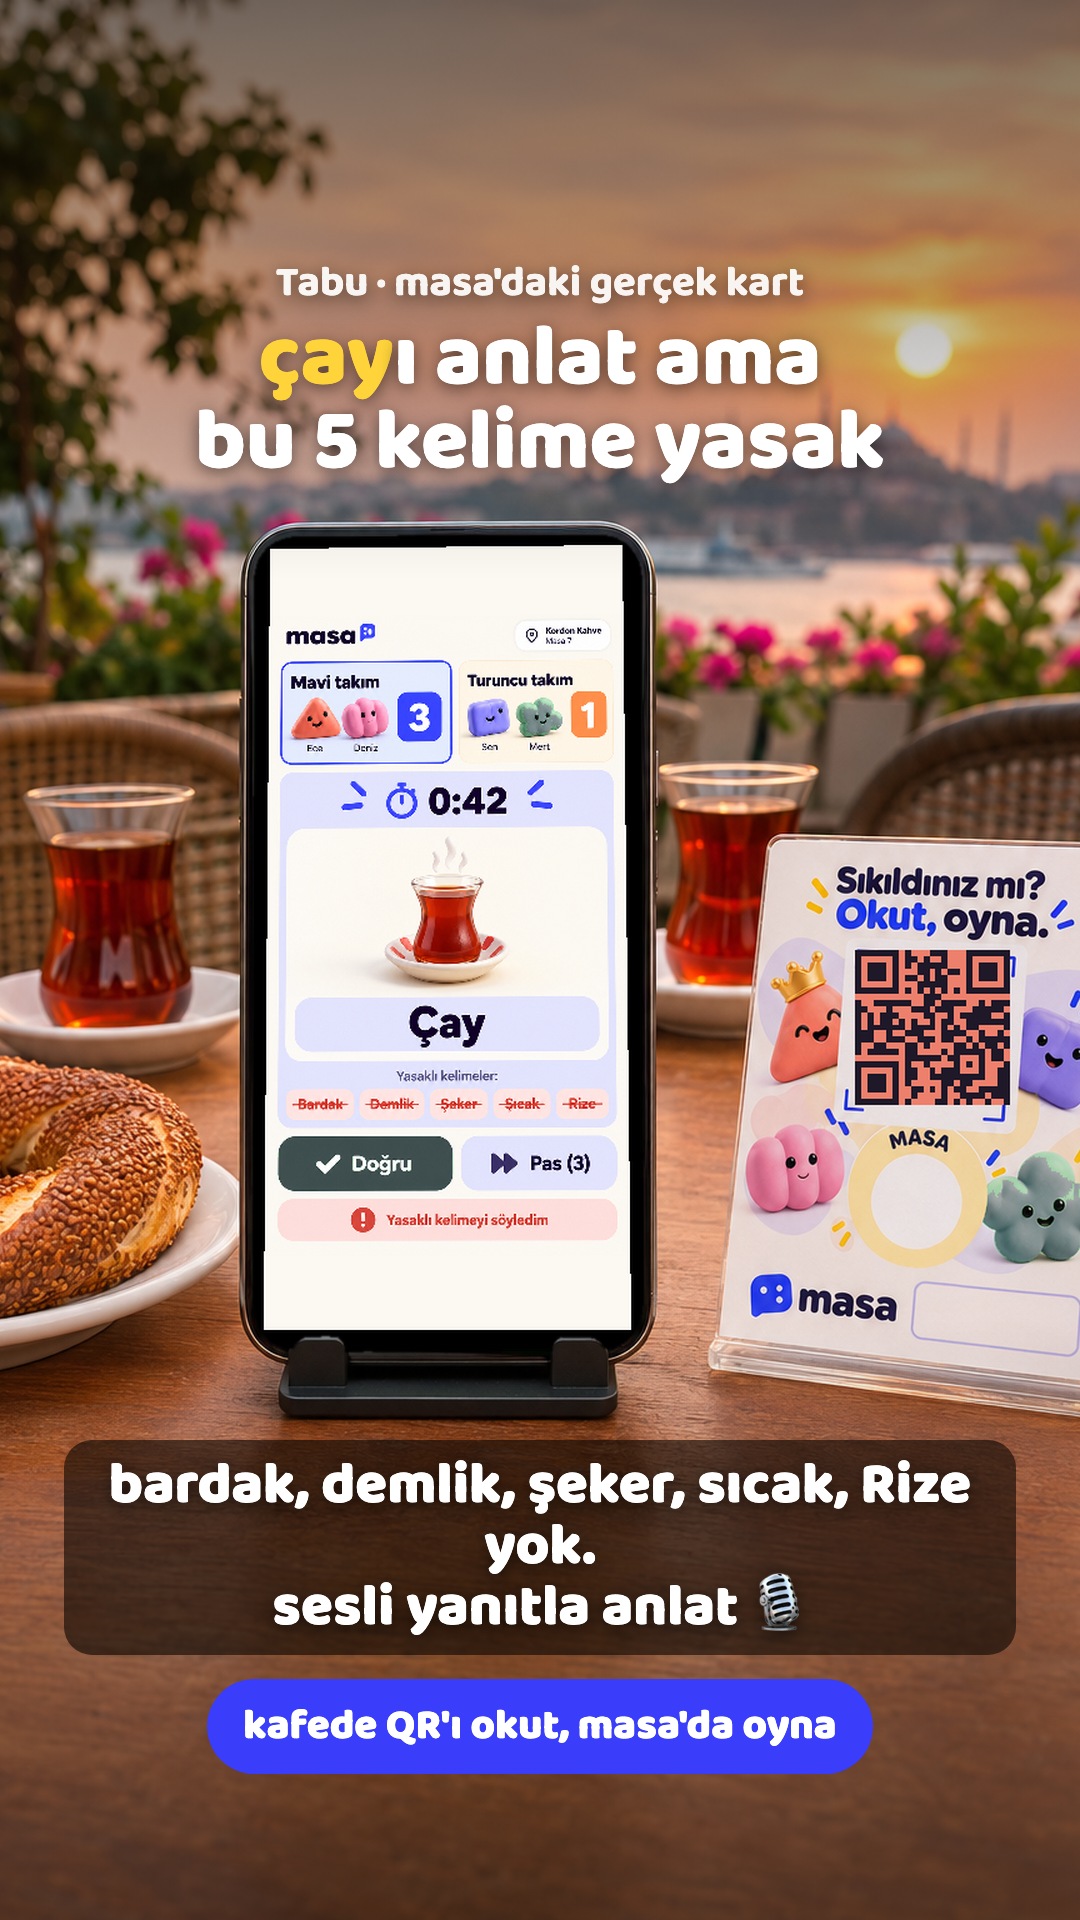 Tabu • masa'daki gerçek kart
çayı anlat ama
bu 5 kelime yasak
masa
Kordon Kahve
Masa 7
Mavi takım
3
Ece
Deniz
Turuncu takım
1
Sen
Mert
0:42
Çay
Yasaklı kelimeler:
Bardak
Demlik
Şeker
Sıcak
Rize
Doğru
Pas (3)
Yasaklı kelimeyi söyledim
Sıkıldınız mı?
Okut, oyna.
MASA
masa
bardak, demlik, şeker, sıcak, Rize
yok.
sesli yanıtla anlat
kafede QR'ı okut, masa'da oyna